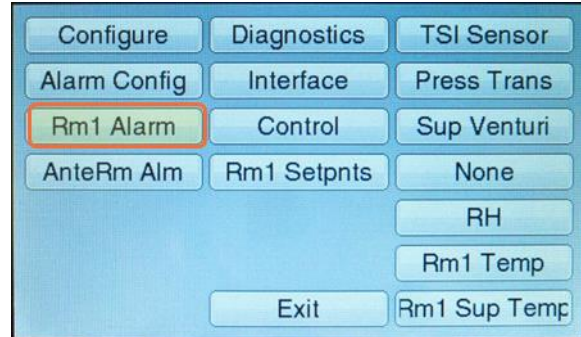 Configure Diagnostics TSI Sensor
Alarm Config Interface Press Trans
Rm1 Alarm Control Sup Venturi
AnteRm Alm Rm1 Setpnts None
RH
Rm1 Temp
Exit Rm1 Sup Temp